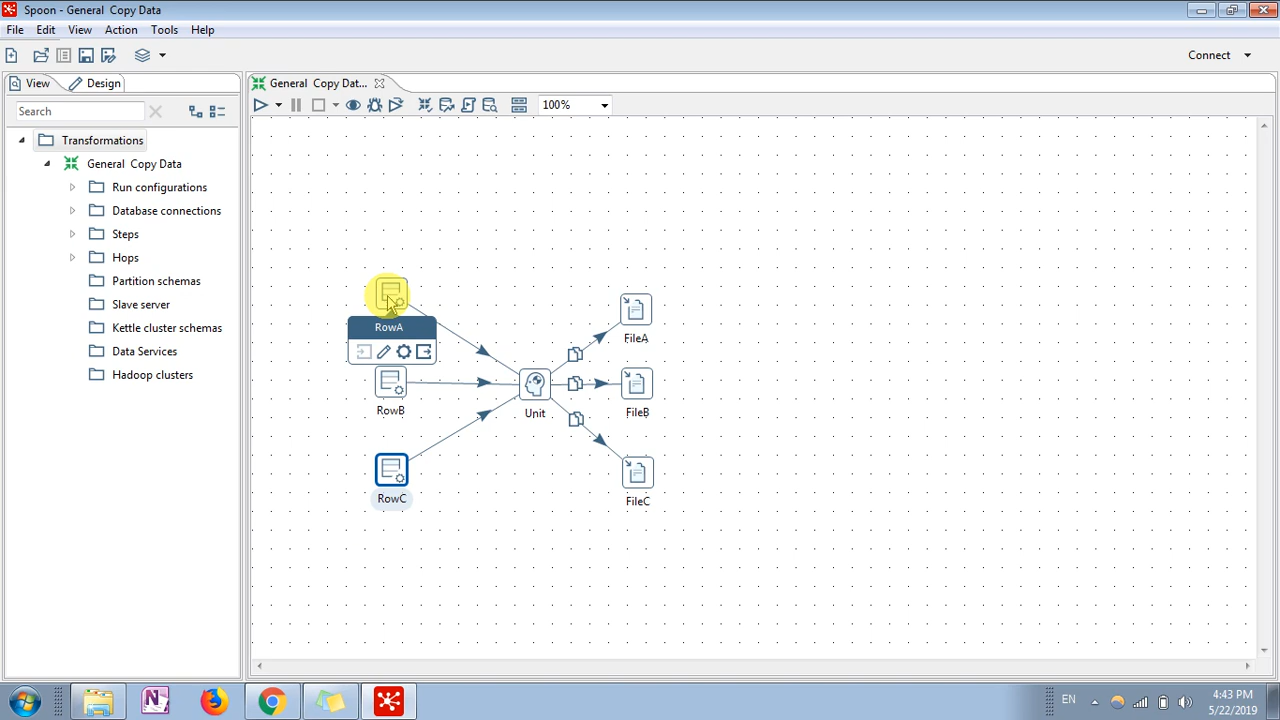 Spoon - General Copy Data
File Edit View Action Tools Help
Connect
View Design General Copy Dat...
Search 100%
Transformations
General Copy Data
Run configurations
Database connections
Steps
Hops
Partition schemas
Slave server
Kettle cluster schemas
Data Services
Hadoop clusters
RowA
FileA
RowB Unit FileB
RowC FileC
EN 4:43 PM
5/22/2019